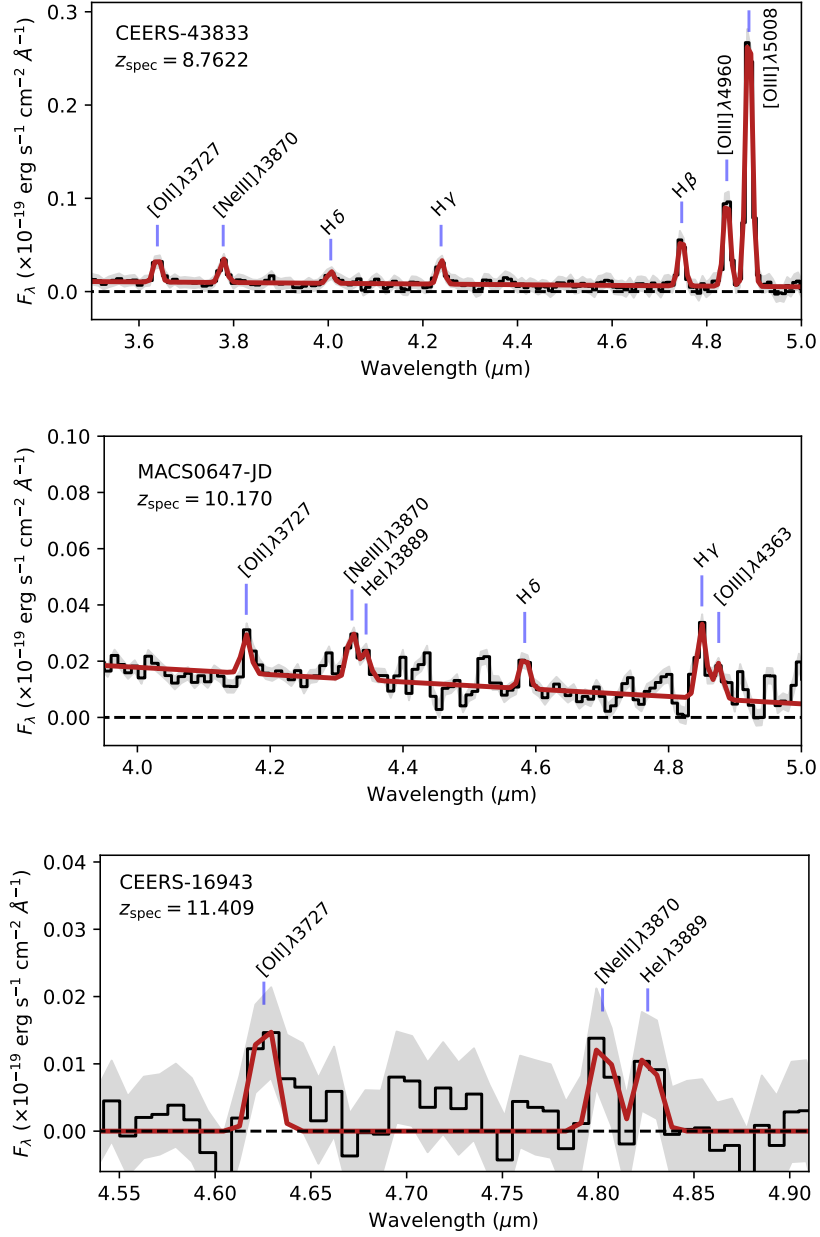 CEERS-43833
z_spec = 8.7622
[OII]λ3727
[NeIII]λ3870
Hδ
Hγ
Hβ
[OIII]λ4960
[OIII]λ5008
0.3
0.2
0.1
0.0
F_λ (×10⁻¹⁹ erg s⁻¹ cm⁻² Å⁻¹)
3.6 3.8 4.0 4.2 4.4 4.6 4.8 5.0
Wavelength (μm)
MACS0647-JD
z_spec = 10.170
[OII]λ3727
[NeIII]λ3870
HeIλ3889
Hδ
Hγ
[OIII]λ4363
0.10
0.08
0.06
0.04
0.02
0.00
F_λ (×10⁻¹⁹ erg s⁻¹ cm⁻² Å⁻¹)
4.0 4.2 4.4 4.6 4.8 5.0
Wavelength (μm)
CEERS-16943
z_spec = 11.409
[OII]λ3727
[NeIII]λ3870
HeIλ3889
0.04
0.03
0.02
0.01
0.00
F_λ (×10⁻¹⁹ erg s⁻¹ cm⁻² Å⁻¹)
4.55 4.60 4.65 4.70 4.75 4.80 4.85 4.90
Wavelength (μm)